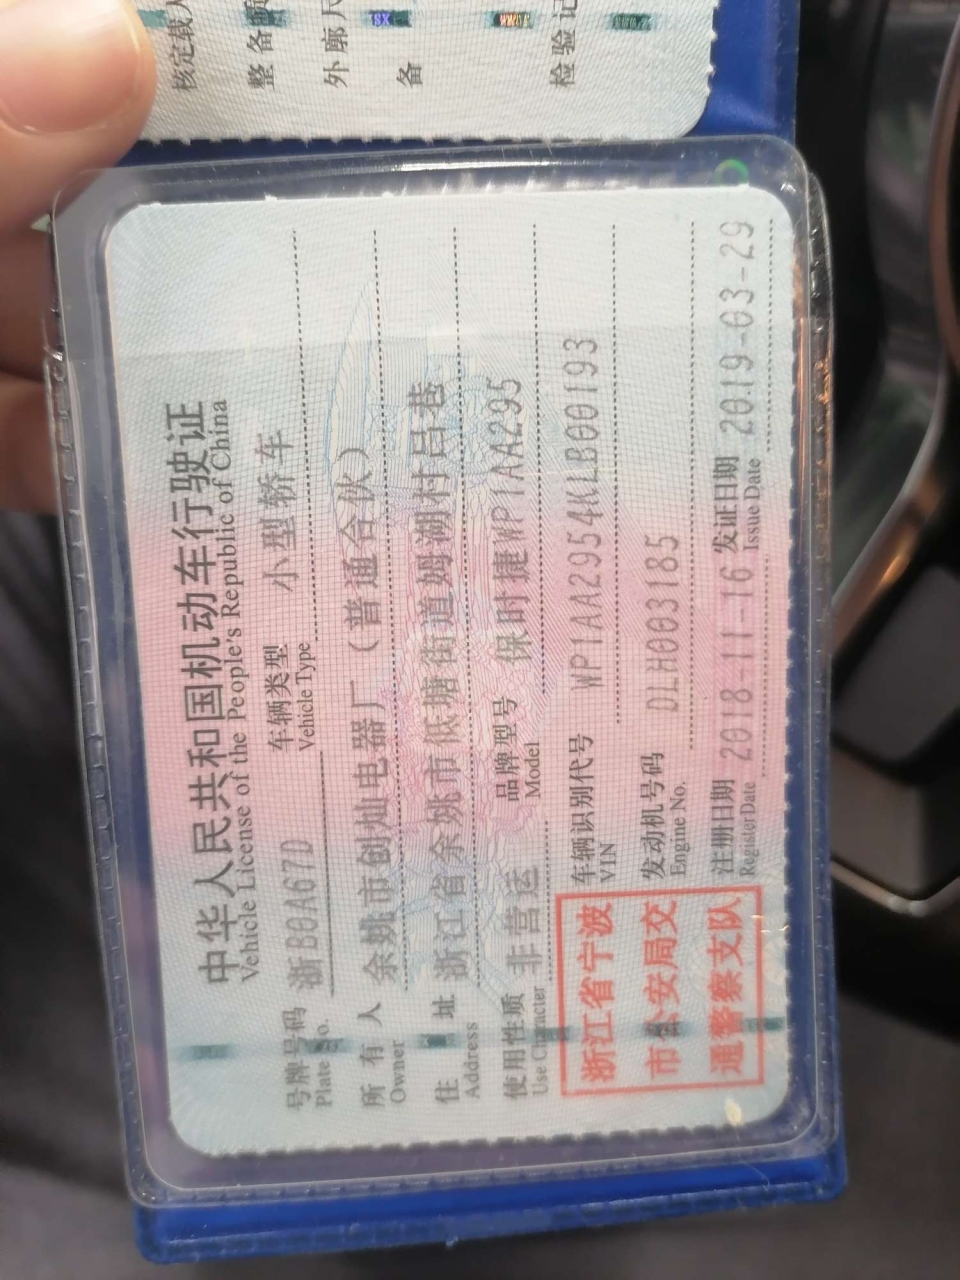 核定载人
整备质
外廓尺
备
检验记
中华人民共和国机动车行驶证
Vehicle License of the People's Republic of China
号牌号码 浙B0A67D 车辆类型 小型轿车
Plate No. Vehicle Type
所有人 余姚市创灿电器厂（普通合伙）
Owner
住址 浙江省余姚市低塘街道姆湖村吕巷
Address
使用性质 非营运 品牌型号 保时捷WP1AA295
Use Character Model
浙江省宁波
市公安局交
通警察支队
车辆识别代号 WP1AA2954KLB00193
VIN
发动机号码 DLH003185
Engine No.
注册日期 2018-11-16 发证日期 2019-03-29
Register Date Issue Date